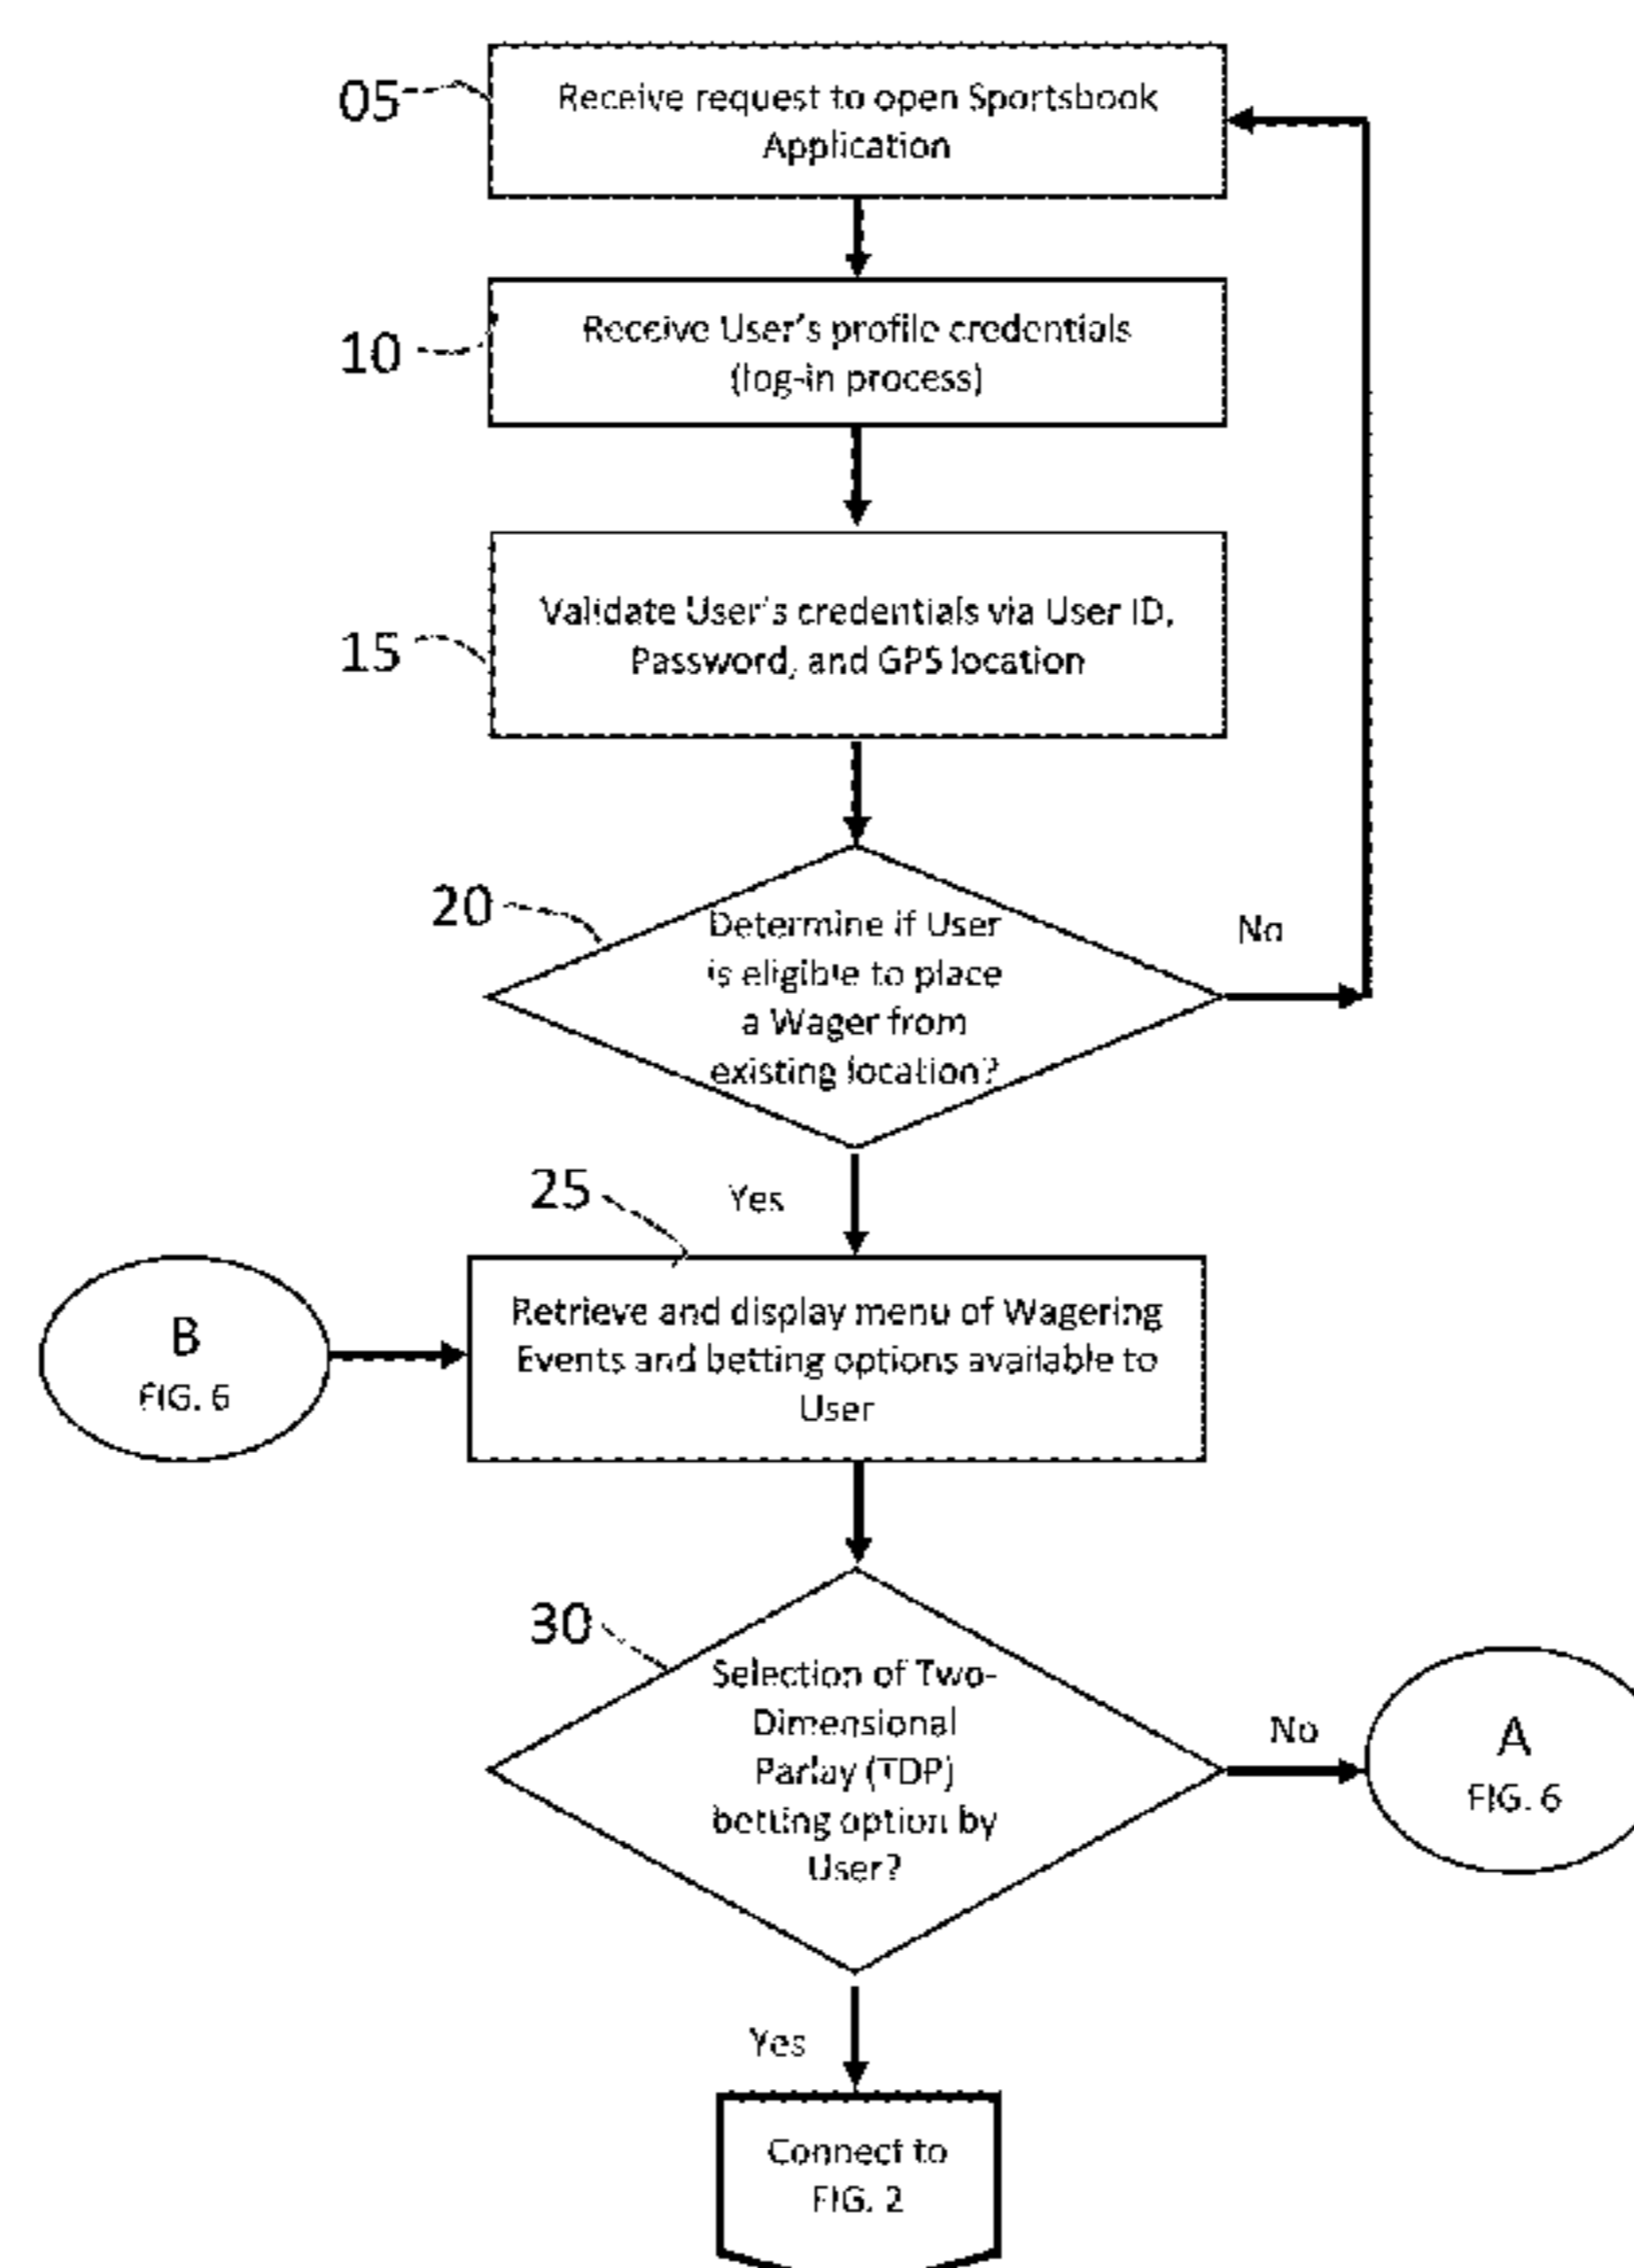 05
Receive request to open Sportsbook
Application
10
Receive User's profile credentials
(log-in process)
15
Validate User's credentials via User ID,
Password, and GPS location
20
Determine if User
is eligible to place
a Wager from
existing location?
No
Yes
25
B
FIG. 6
Retrieve and display menu of Wagering
Events and betting options available to
User
30
Selection of Two-
Dimensional
Parlay (TDP)
betting option by
User?
No
A
FIG. 6
Yes
Connect to
FIG. 2